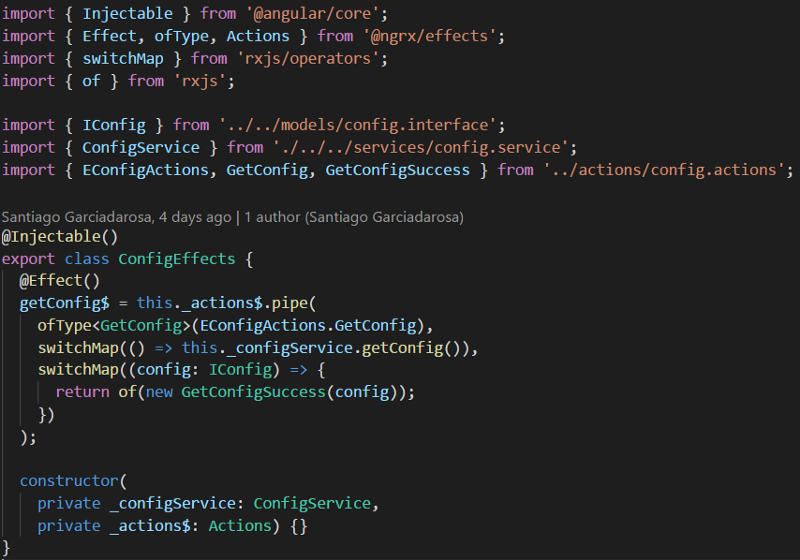 import { Injectable } from '@angular/core';
import { Effect, ofType, Actions } from '@ngrx/effects';
import { switchMap } from 'rxjs/operators';
import { of } from 'rxjs';

import { IConfig } from '../../models/config.interface';
import { ConfigService } from './../../services/config.service';
import { EConfigActions, GetConfig, GetConfigSuccess } from '../actions/config.actions';

Santiago Garciadarosa, 4 days ago | 1 author (Santiago Garciadarosa)
@Injectable()
export class ConfigEffects {
  @Effect()
  getConfig$ = this._actions$.pipe(
    ofType<GetConfig>(EConfigActions.GetConfig),
    switchMap(() => this._configService.getConfig()),
    switchMap((config: IConfig) => {
      return of(new GetConfigSuccess(config));
    })
  );

  constructor(
    private _configService: ConfigService,
    private _actions$: Actions) {}
}